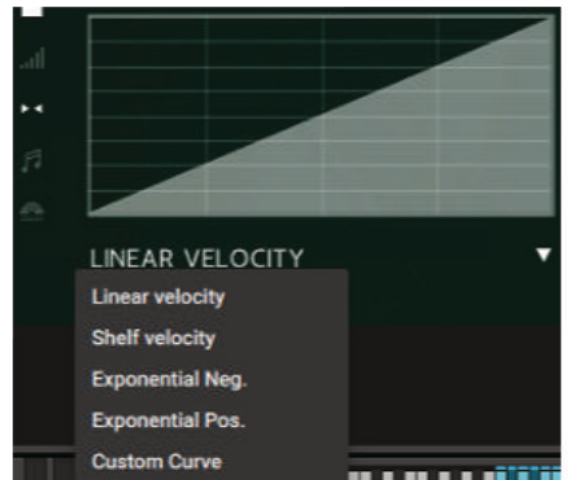 LINEAR VELOCITY
Linear velocity
Shelf velocity
Exponential Neg.
Exponential Pos.
Custom Curve